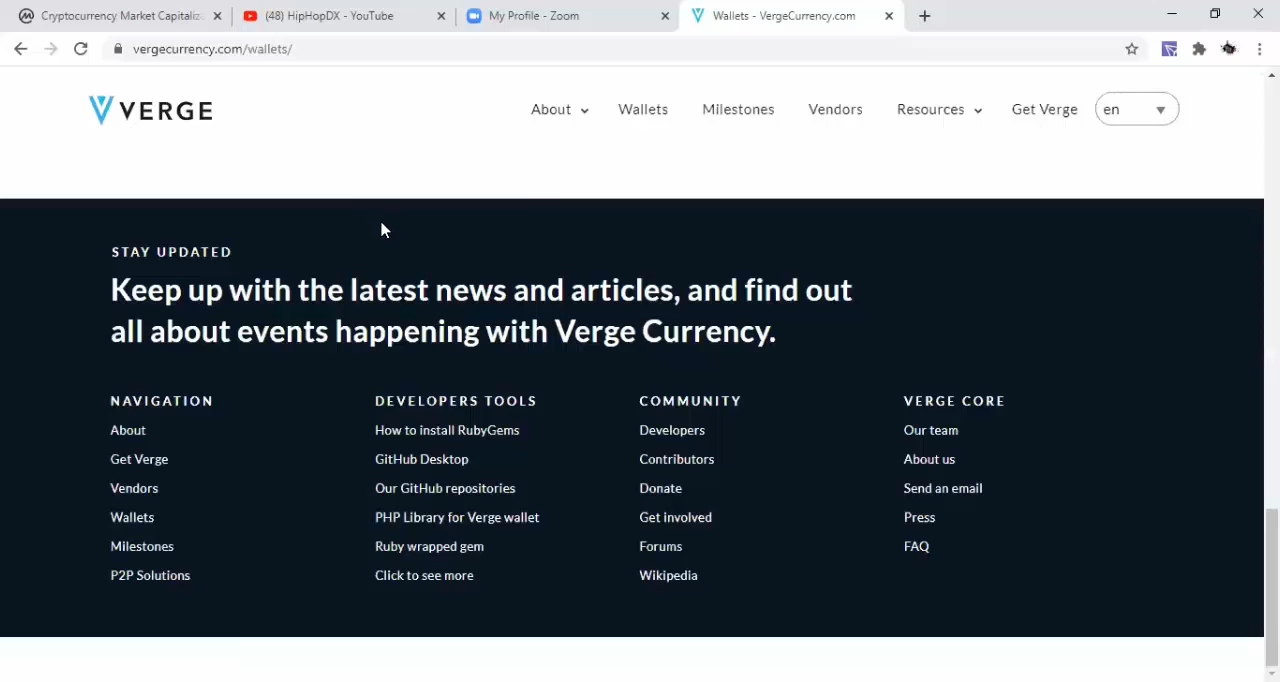 Cryptocurrency Market Capitaliz
(48) HipHopDX - YouTube
My Profile - Zoom
Wallets - VergeCurrency.com
vergecurrency.com/wallets/
VERGE
About
Wallets
Milestones
Vendors
Resources
Get Verge
en
STAY UPDATED
Keep up with the latest news and articles, and find out
all about events happening with Verge Currency.
NAVIGATION
About
Get Verge
Vendors
Wallets
Milestones
P2P Solutions
DEVELOPERS TOOLS
How to install RubyGems
GitHub Desktop
Our GitHub repositories
PHP Library for Verge wallet
Ruby wrapped gem
Click to see more
COMMUNITY
Developers
Contributors
Donate
Get involved
Forums
Wikipedia
VERGE CORE
Our team
About us
Send an email
Press
FAQ